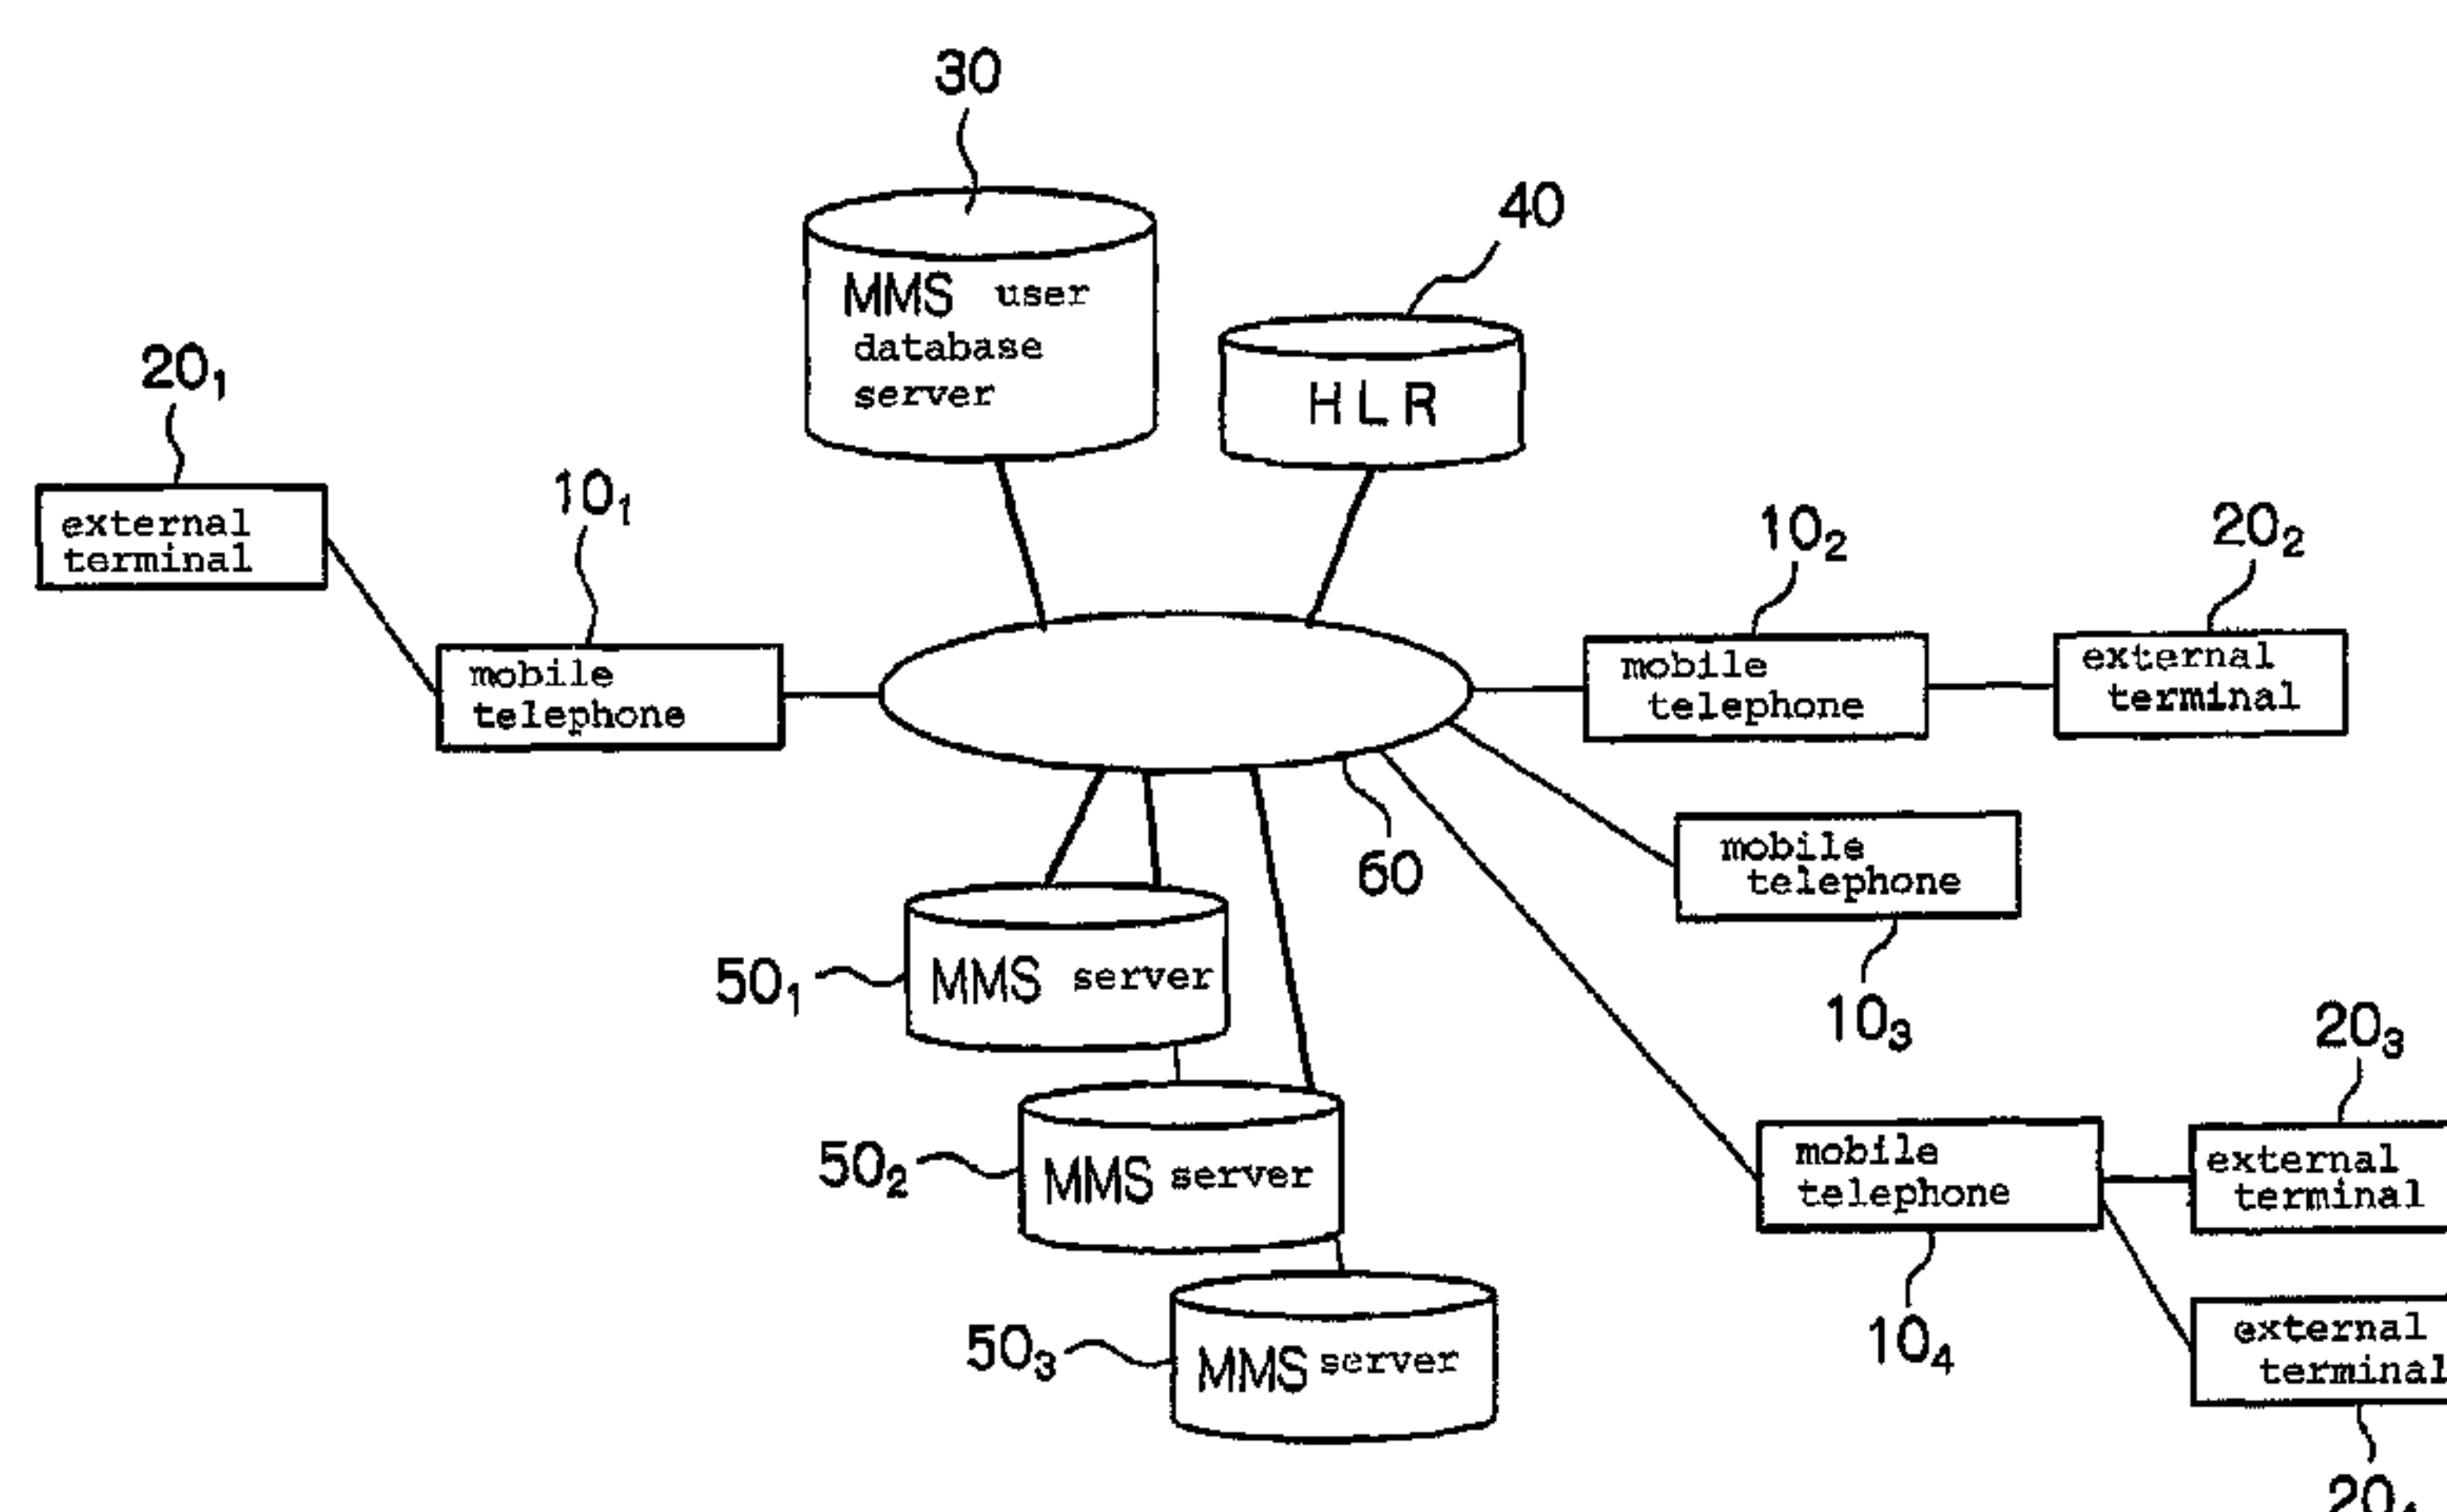 30
40
MMS user
database
server
HLR
20₁
external
terminal
10₁
mobile
telephone
10₂
mobile
telephone
20₂
external
terminal
60
mobile
telephone
10₃
50₁
MMS server
50₂
MMS server
50₃
MMS server
mobile
telephone
10₄
20₃
external
terminal
external
terminal